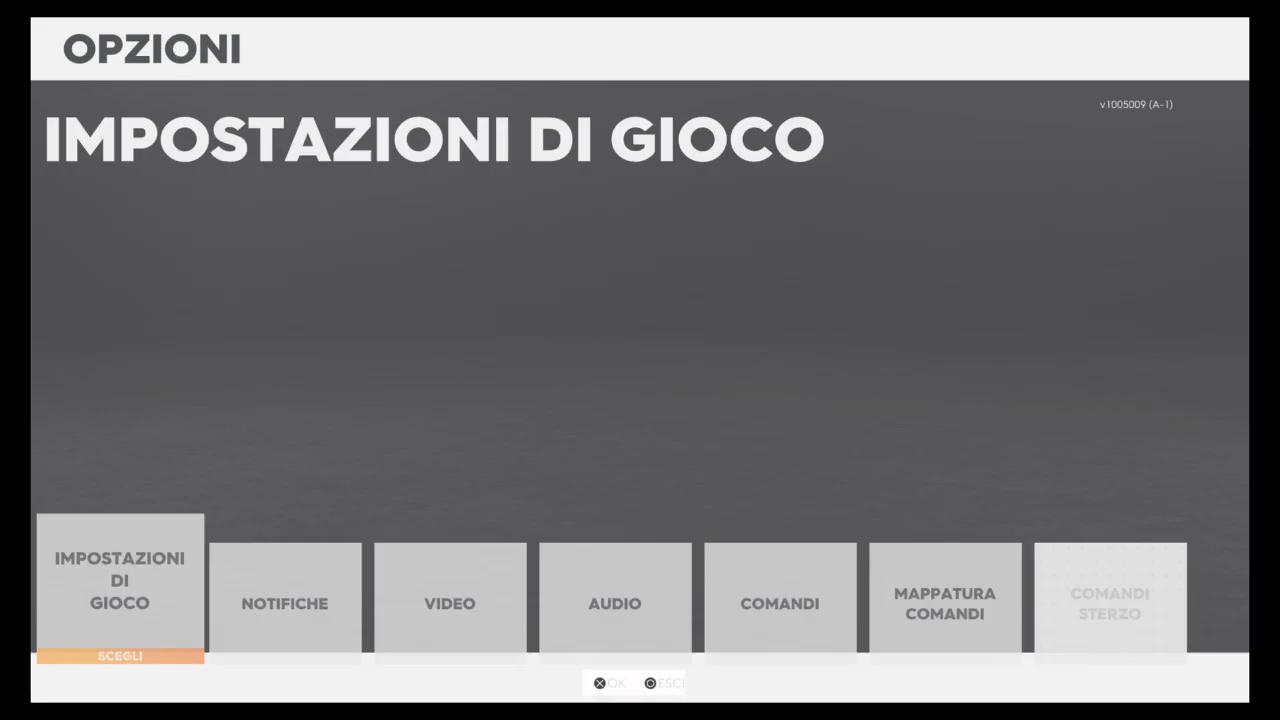 OPZIONI
v1005009 (A-1)
IMPOSTAZIONI DI GIOCO
IMPOSTAZIONI
DI
GIOCO
SCEGLI
NOTIFICHE
VIDEO
AUDIO
COMANDI
MAPPATURA
COMANDI
COMANDI
STERZO
OK ESCI